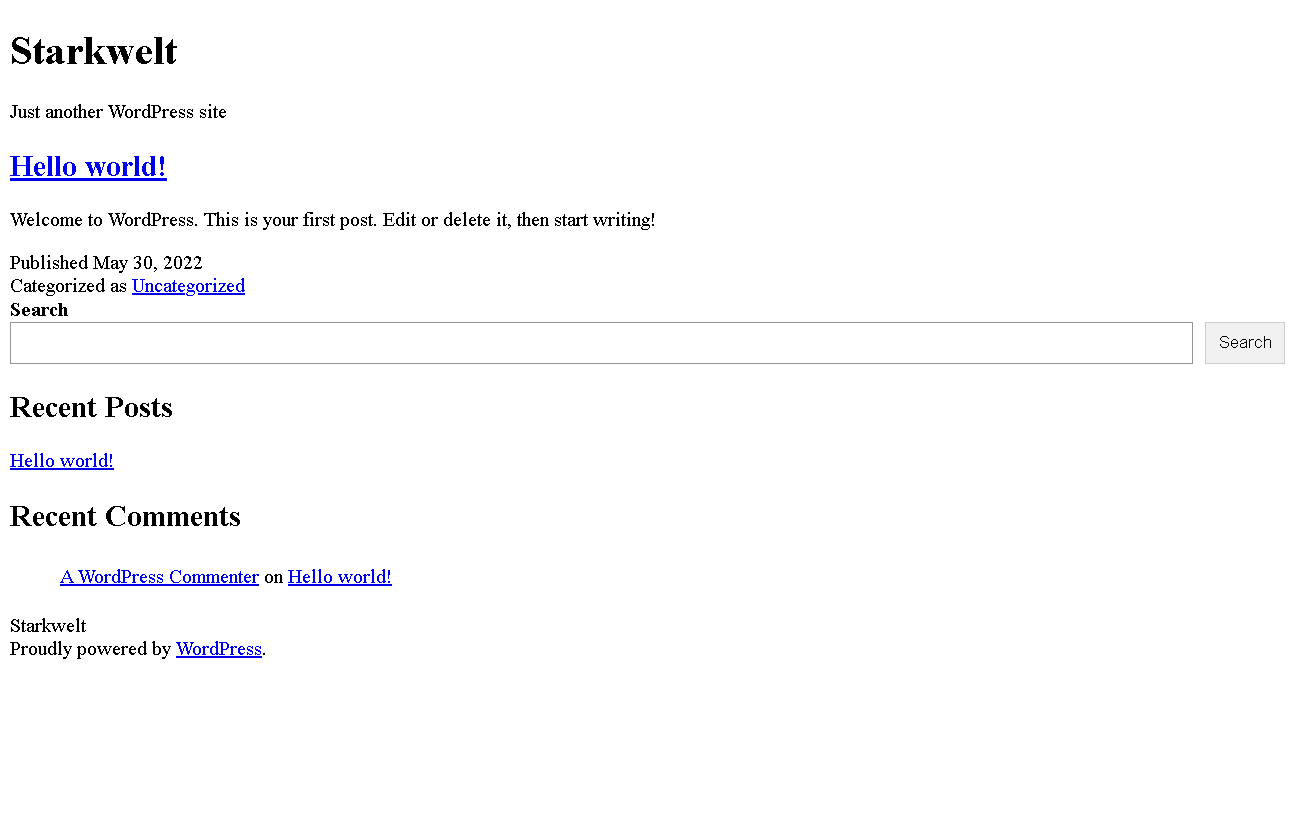 Starkwelt
Just another WordPress site
Hello world!
Welcome to WordPress. This is your first post. Edit or delete it, then start writing!
Published May 30, 2022
Categorized as Uncategorized
Search
Search
Recent Posts
Hello world!
Recent Comments
A WordPress Commenter on Hello world!
Starkwelt
Proudly powered by WordPress.